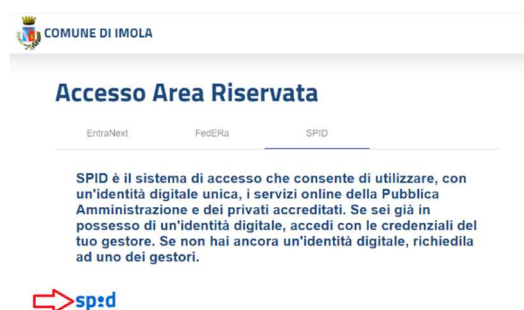 COMUNE DI IMOLA
Accesso Area Riservata
EntraNext FedERa SPID
SPID è il sistema di accesso che consente di utilizzare, con
un'identità digitale unica, i servizi online della Pubblica
Amministrazione e dei privati accreditati. Se sei già in
possesso di un'identità digitale, accedi con le credenziali del
tuo gestore. Se non hai ancora un'identità digitale, richiedila
ad uno dei gestori.
spid